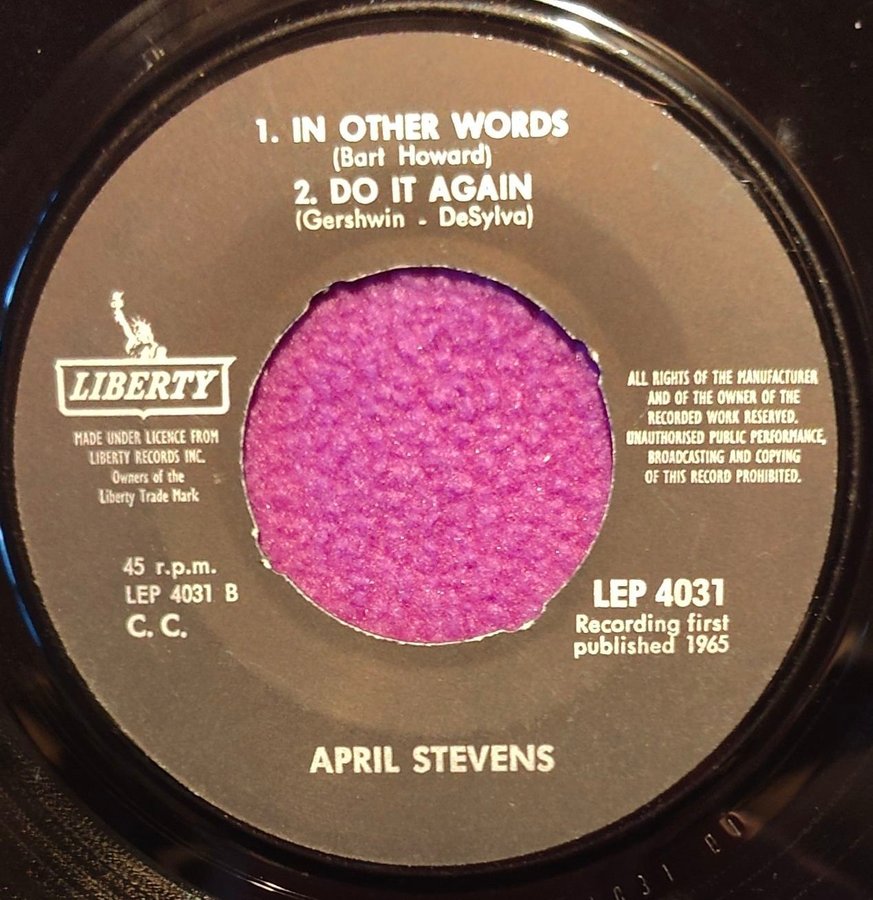 1. IN OTHER WORDS
(Bart Howard)
2. DO IT AGAIN
(Gershwin - DeSylva)
LIBERTY
MADE UNDER LICENCE FROM
LIBERTY RECORDS INC.
Owners of the
Liberty Trade Mark
ALL RIGHTS OF THE MANUFACTURER
AND OF THE OWNER OF THE
RECORDED WORK RESERVED.
UNAUTHORISED PUBLIC PERFORMANCE,
BROADCASTING AND COPYING
OF THIS RECORD PROHIBITED.
45 r.p.m.
LEP 4031 B
C. C.
LEP 4031
Recording first
published 1965
APRIL STEVENS